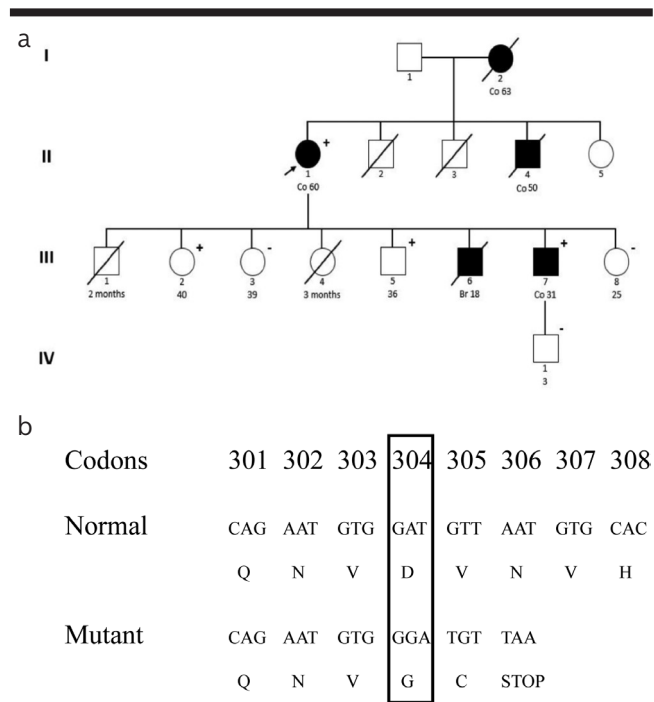 a
I
1
2
Co 63
II
+
1
2
3
4
5
Co 60
Co 50
III
+
-
+
+
-
1
2
3
4
5
6
7
8
2 months
40
39
3 months
36
Br 18
Co 31
25
IV
-
1
3
b
Codons 301 302 303 304 305 306 307 308
Normal CAG AAT GTG GAT GTT AAT GTG CAC
Q N V D V N V H
Mutant CAG AAT GTG GGA TGT TAA
Q N V G C STOP